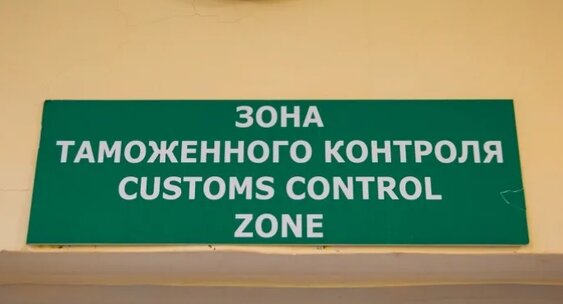 ЗОНА
ТАМОЖЕННОГО КОНТРОЛЯ
CUSTOMS CONTROL
ZONE